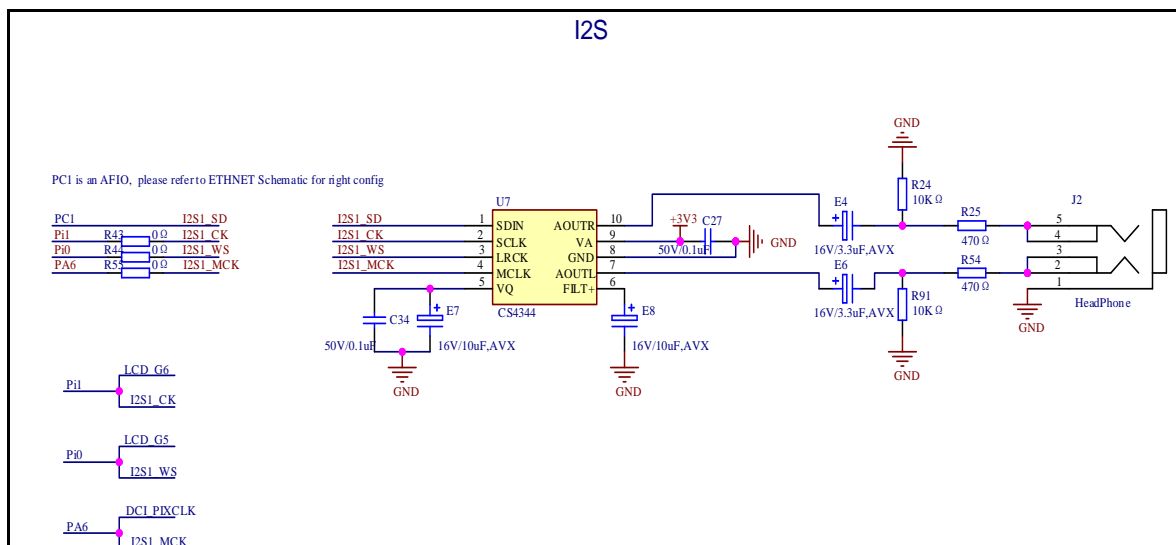 I2S
PC1 is an AFIO, please refer to ETHNET Schematic for right config
PC1 I2S1_SD
Pi1 R43 0Ω I2S1_CK
Pi0 R44 0Ω I2S1_WS
PA6 R55 0Ω I2S1_MCK
U7
I2S1_SD 1 SDIN AOUTR 10
I2S1_CK 2 SCLK VA 9
I2S1_WS 3 LRCK GND 8
I2S1_MCK 4 MCLK AOUTL 7
5 VQ FILT+ 6
CS4344
+3V3
C27
50V/0.1uF
GND
GND
R24
10KΩ
E4
+
16V/3.3uF,AVX
R25
470Ω
E6
+
16V/3.3uF,AVX
R54
470Ω
R91
10KΩ
GND
J2
5
4
3
2
1
HeadPhone
GND
C34
50V/0.1uF
+
E7
16V/10uF,AVX
GND
+
E8
16V/10uF,AVX
GND
LCD_G6
Pi1
I2S1_CK
LCD_G5
Pi0
I2S1_WS
DCI_PIXCLK
PA6
I2S1_MCK